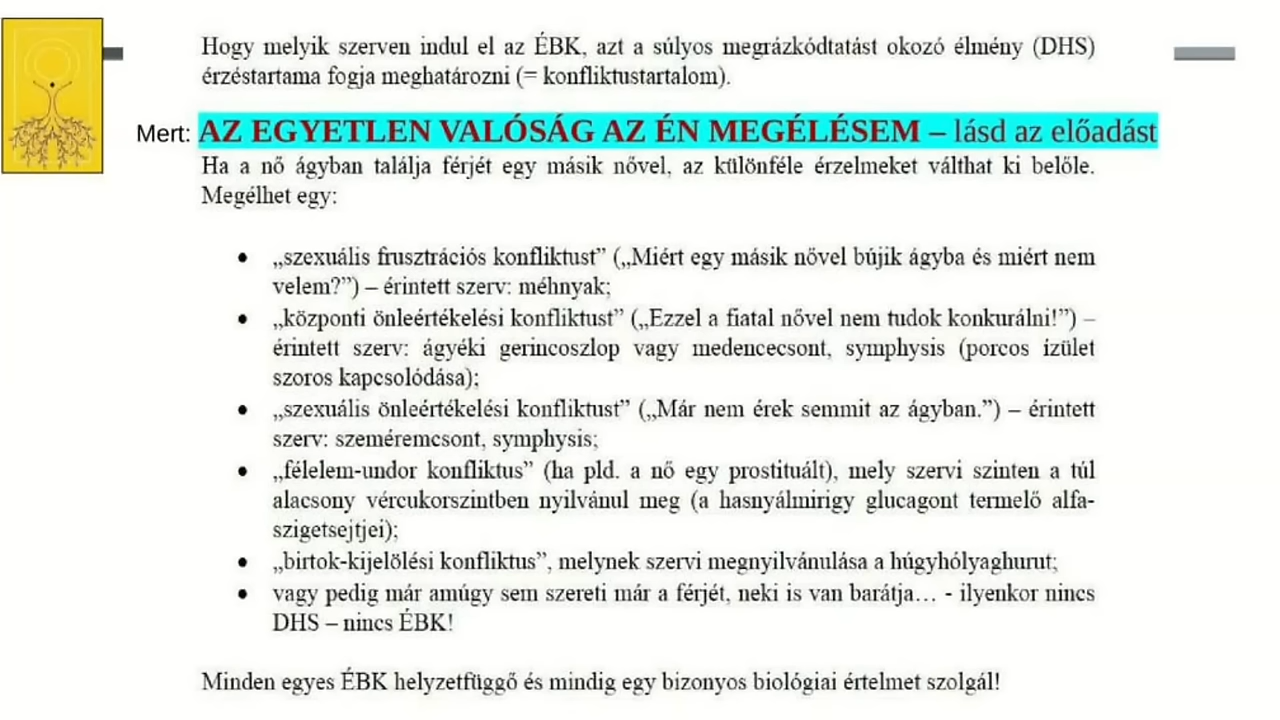 Hogy melyik szerven indul el az ÉBK, azt a súlyos megrázkódtatást okozó élmény (DHS)
érzéstartama fogja meghatározni (= konfliktustartalom).
Mert: AZ EGYETLEN VALÓSÁG AZ ÉN MEGÉLÉSEM – lásd az előadást
Ha a nő ágyban találja férjét egy másik nővel, az különféle érzelmeket válthat ki belőle.
Megélhet egy:
• „szexuális frusztrációs konfliktust” („Miért egy másik nővel bújik ágyba és miért nem
velem?”) – érintett szerv: méhnyak;
• „központi önleértékelési konfliktust” („Ezzel a fiatal nővel nem tudok konkurálni!”) –
érintett szerv: ágyéki gerincoszlop vagy medencecsont, symphysis (porcos ízület
szoros kapcsolódása);
• „szexuális önleértékelési konfliktust” („Már nem érek semmit az ágyban.”) – érintett
szerv: szeméremcsont, symphysis;
• „félelem-undor konfliktus” (ha pld. a nő egy prostituált), mely szervi szinten a túl
alacsony vércukorszintben nyilvánul meg (a hasnyálmirigy glucagont termelő alfa-
szigetsejtjei);
• „birtok-kijelölési konfliktus”, melynek szervi megnyilvánulása a húgyhólyaghurut;
• vagy pedig már amúgy sem szereti már a férjét, neki is van barátja… - ilyenkor nincs
DHS – nincs ÉBK!
Minden egyes ÉBK helyzetfüggő és mindig egy bizonyos biológiai értelmet szolgál!